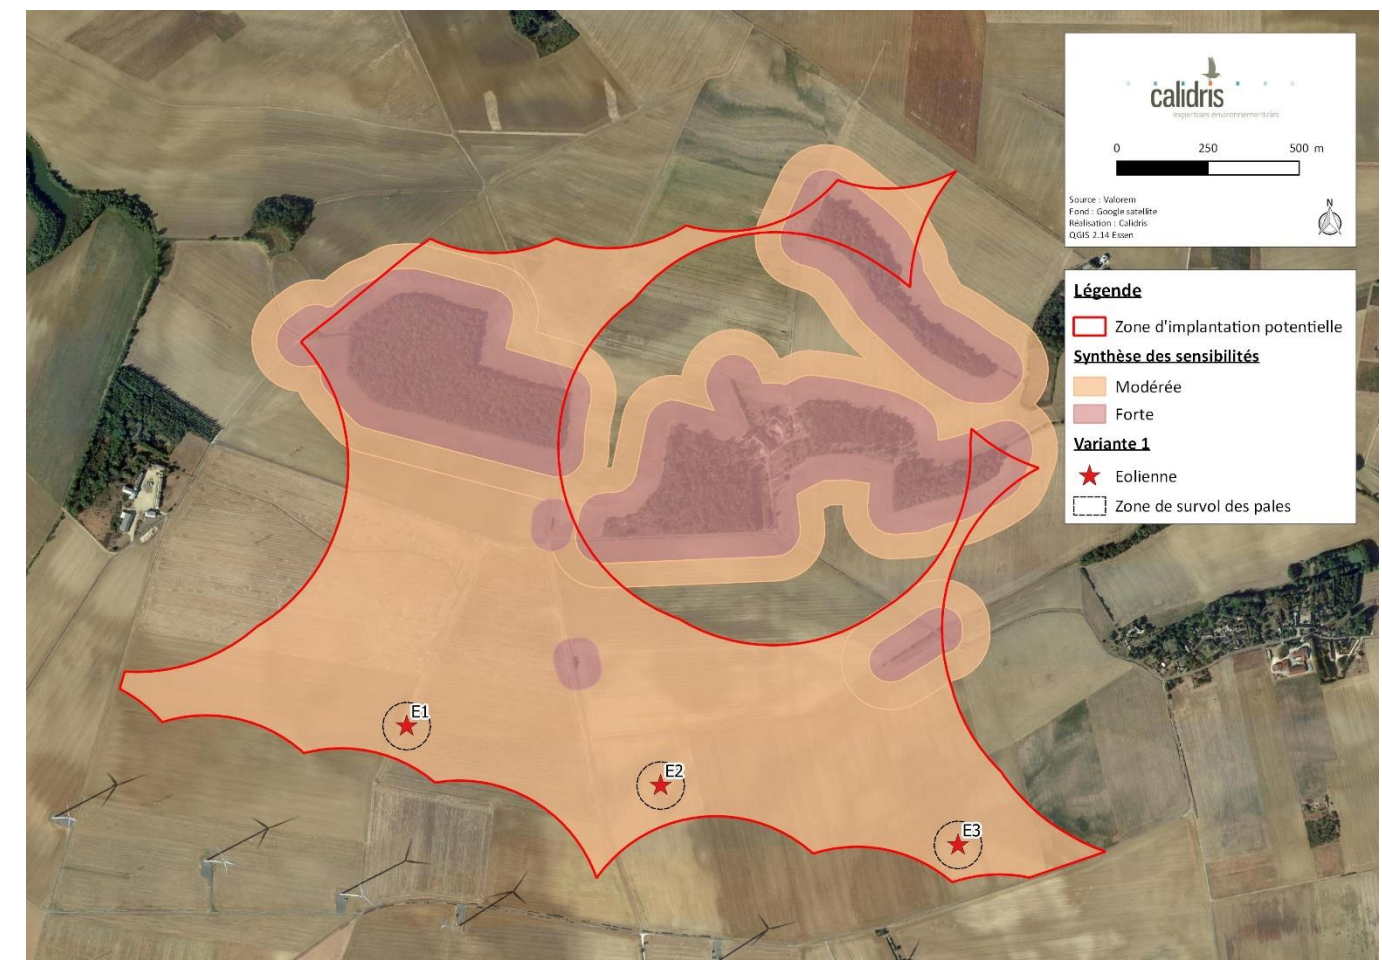 calidris
expertises environnementales
0 250 500 m
Source : Valorem
Fond : Google satellite
Réalisation : Calidris
QGIS 2.14 Essen
N
Légende
Zone d'implantation potentielle
Synthèse des sensibilités
Modérée
Forte
Variante 1
Eolienne
Zone de survol des pales
E1
E2
E3